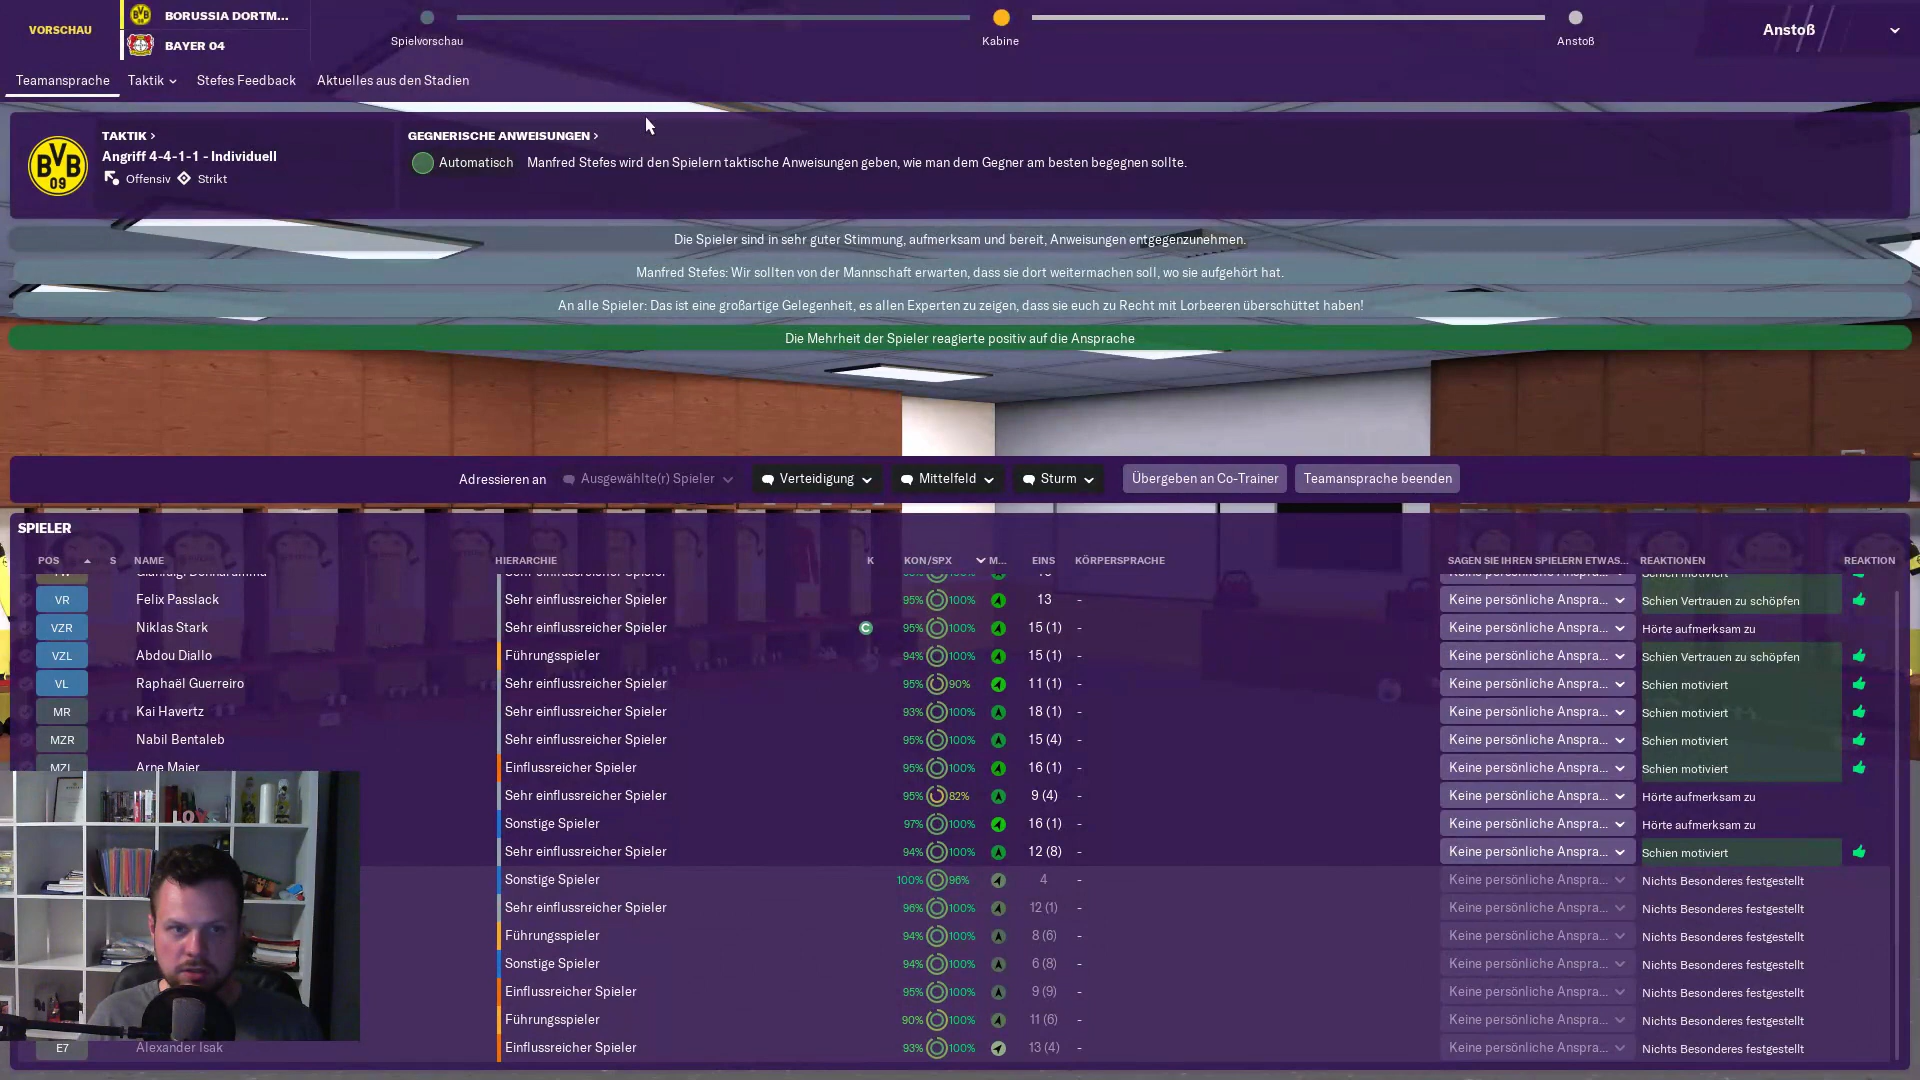 VORSCHAU
BORUSSIA DORTM...
BAYER 04
Spielvorschau
Kabine
Anstoß
Anstoß
Teamansprache
Taktik
Stefes Feedback
Aktuelles aus den Stadien
BVB
09
TAKTIK >
Angriff 4-4-1-1 - Individuell
Offensiv
Strikt
GEGNERISCHE ANWEISUNGEN >
Automatisch
Manfred Stefes wird den Spielern taktische Anweisungen geben, wie man dem Gegner am besten begegnen sollte.
Die Spieler sind in sehr guter Stimmung, aufmerksam und bereit, Anweisungen entgegenzunehmen.
Manfred Stefes: Wir sollten von der Mannschaft erwarten, dass sie dort weitermachen soll, wo sie aufgehört hat.
An alle Spieler: Das ist eine großartige Gelegenheit, es allen Experten zu zeigen, dass sie euch zu Recht mit Lorbeeren überschüttet haben!
Die Mehrheit der Spieler reagierte positiv auf die Ansprache
Adressieren an
Ausgewählte(r) Spieler
Verteidigung
Mittelfeld
Sturm
Übergeben an Co-Trainer
Teamansprache beenden
SPIELER
POS S NAME HIERARCHIE K KON/SPX M... EINS KÖRPERSPRACHE SAGEN SIE IHREN SPIELERN ETWAS... REAKTIONEN REAKTION
VR Felix Passlack Sehr einflussreicher Spieler 95% 100% 13 - Keine persönliche Anspra... Schien Vertrauen zu schöpfen
VZR Niklas Stark Sehr einflussreicher Spieler C 95% 100% 15 (1) - Keine persönliche Anspra... Hörte aufmerksam zu
VZL Abdou Diallo Führungsspieler 94% 100% 15 (1) - Keine persönliche Anspra... Schien Vertrauen zu schöpfen
VL Raphaël Guerreiro Sehr einflussreicher Spieler 95% 90% 11 (1) - Keine persönliche Anspra... Schien motiviert
MR Kai Havertz Sehr einflussreicher Spieler 93% 100% 18 (1) - Keine persönliche Anspra... Schien motiviert
MZR Nabil Bentaleb Sehr einflussreicher Spieler 95% 100% 15 (4) - Keine persönliche Anspra... Schien motiviert
MZL Arne Maier Einflussreicher Spieler 95% 100% 16 (1) - Keine persönliche Anspra... Schien motiviert
Sehr einflussreicher Spieler 95% 82% 9 (4) - Keine persönliche Anspra... Hörte aufmerksam zu
Sonstige Spieler 97% 100% 16 (1) - Keine persönliche Anspra... Hörte aufmerksam zu
Sehr einflussreicher Spieler 94% 100% 12 (8) - Keine persönliche Anspra... Schien motiviert
Sonstige Spieler 100% 96% 4 - Keine persönliche Anspra... Nichts Besonderes festgestellt
Sehr einflussreicher Spieler 96% 100% 12 (1) - Keine persönliche Anspra... Nichts Besonderes festgestellt
Führungsspieler 94% 100% 8 (6) - Keine persönliche Anspra... Nichts Besonderes festgestellt
Sonstige Spieler 94% 100% 6 (8) - Keine persönliche Anspra... Nichts Besonderes festgestellt
Einflussreicher Spieler 95% 100% 9 (9) - Keine persönliche Anspra... Nichts Besonderes festgestellt
Führungsspieler 90% 100% 11 (6) - Keine persönliche Anspra... Nichts Besonderes festgestellt
E7 Alexander Isak Einflussreicher Spieler 93% 100% 13 (4) - Keine persönliche Anspra... Nichts Besonderes festgestellt